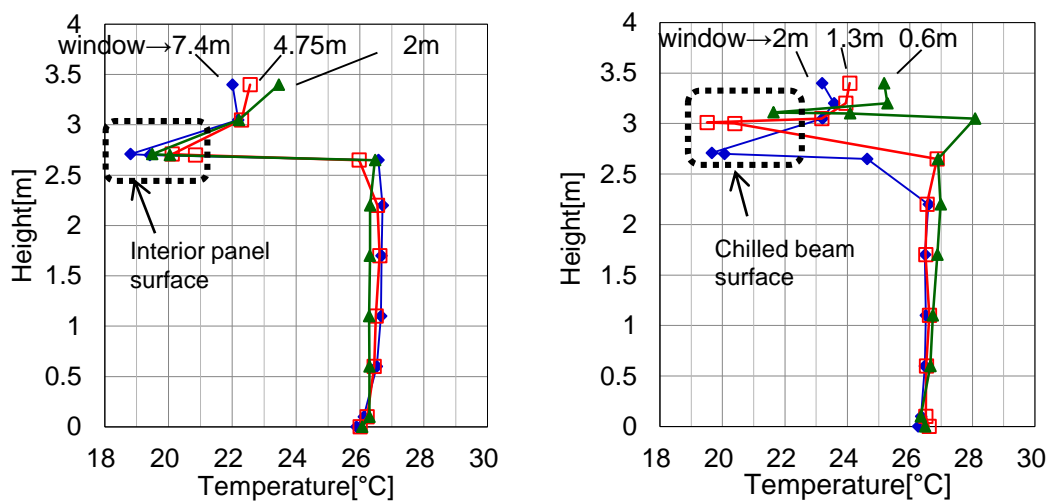 4
window→7.4m 4.75m 2m
3.5
3
2.5
2
1.5
1
0.5
0
Height[m]
Interior panel
surface
18 20 22 24 26 28 30
Temperature[°C]
4
window→2m 1.3m 0.6m
3.5
3
2.5
2
1.5
1
0.5
0
Height[m]
Chilled beam
surface
18 20 22 24 26 28 30
Temperature[°C]